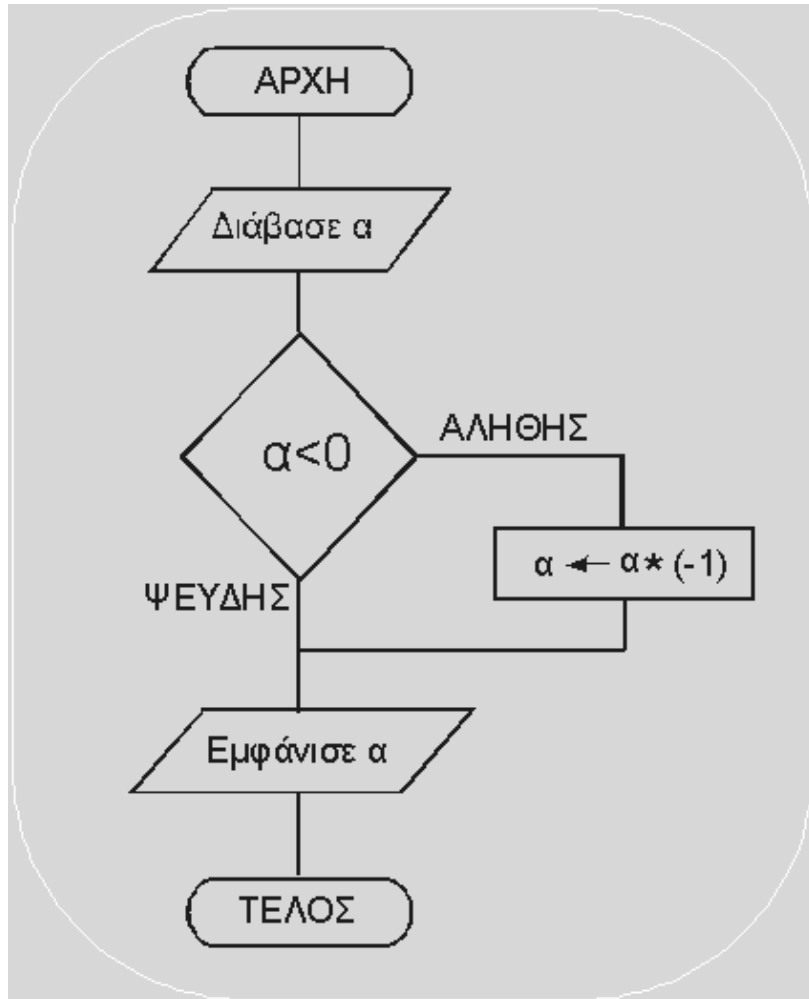 ΑΡΧΗ
Διάβασε α
α<0
ΑΛΗΘΗΣ
α ← α * (-1)
ΨΕΥΔΗΣ
Εμφάνισε α
ΤΕΛΟΣ